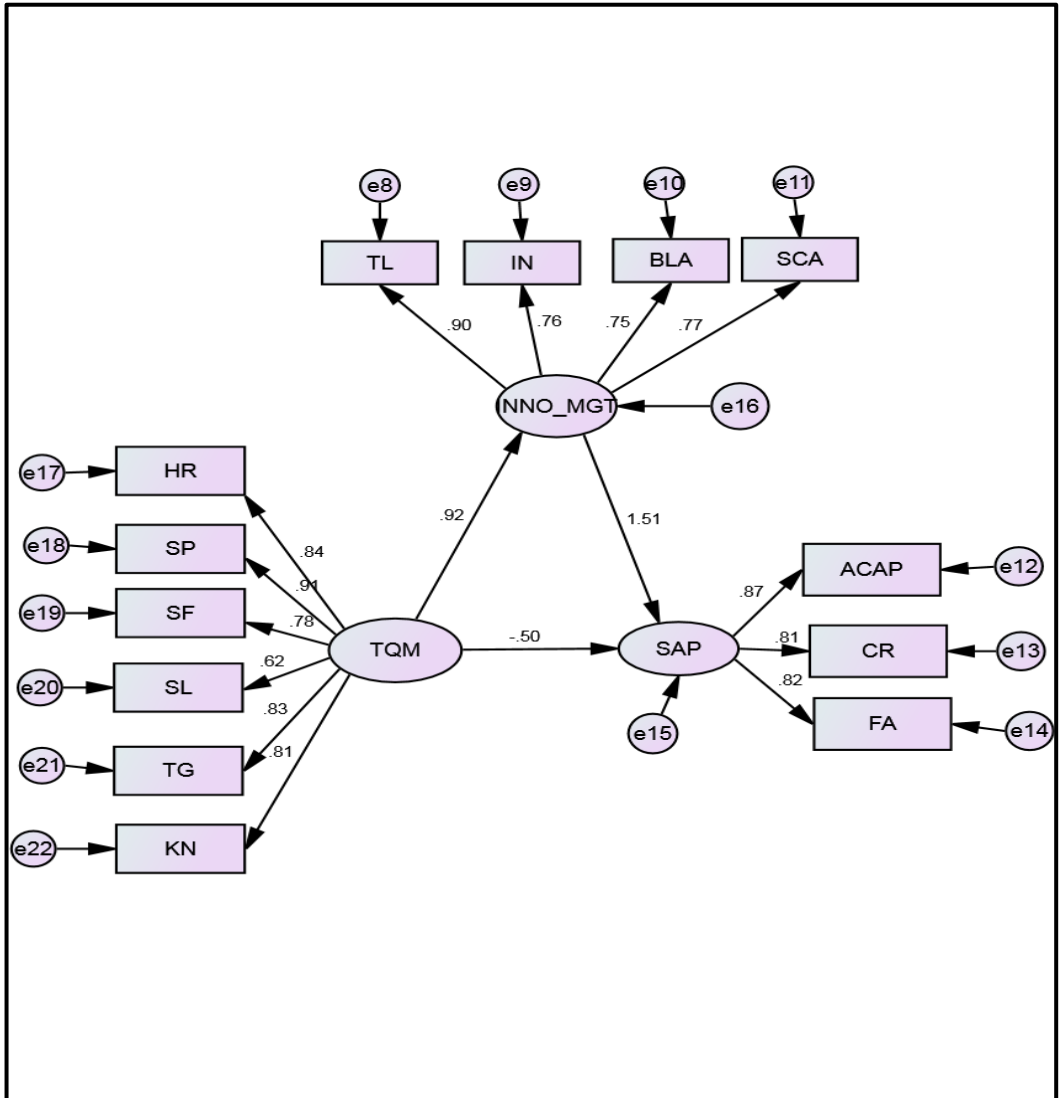 e8
e9
e10
e11
TL
IN
BLA
SCA
.90
.76
.75
.77
INNO_MGT
e16
e17
HR
.92
1.51
e18
SP
.84
.91
e19
SF
.78
e20
SL
.62
e21
TG
.83
e22
KN
.81
TQM
-.50
SAP
e15
.87
ACAP
e12
.81
CR
e13
.82
FA
e14